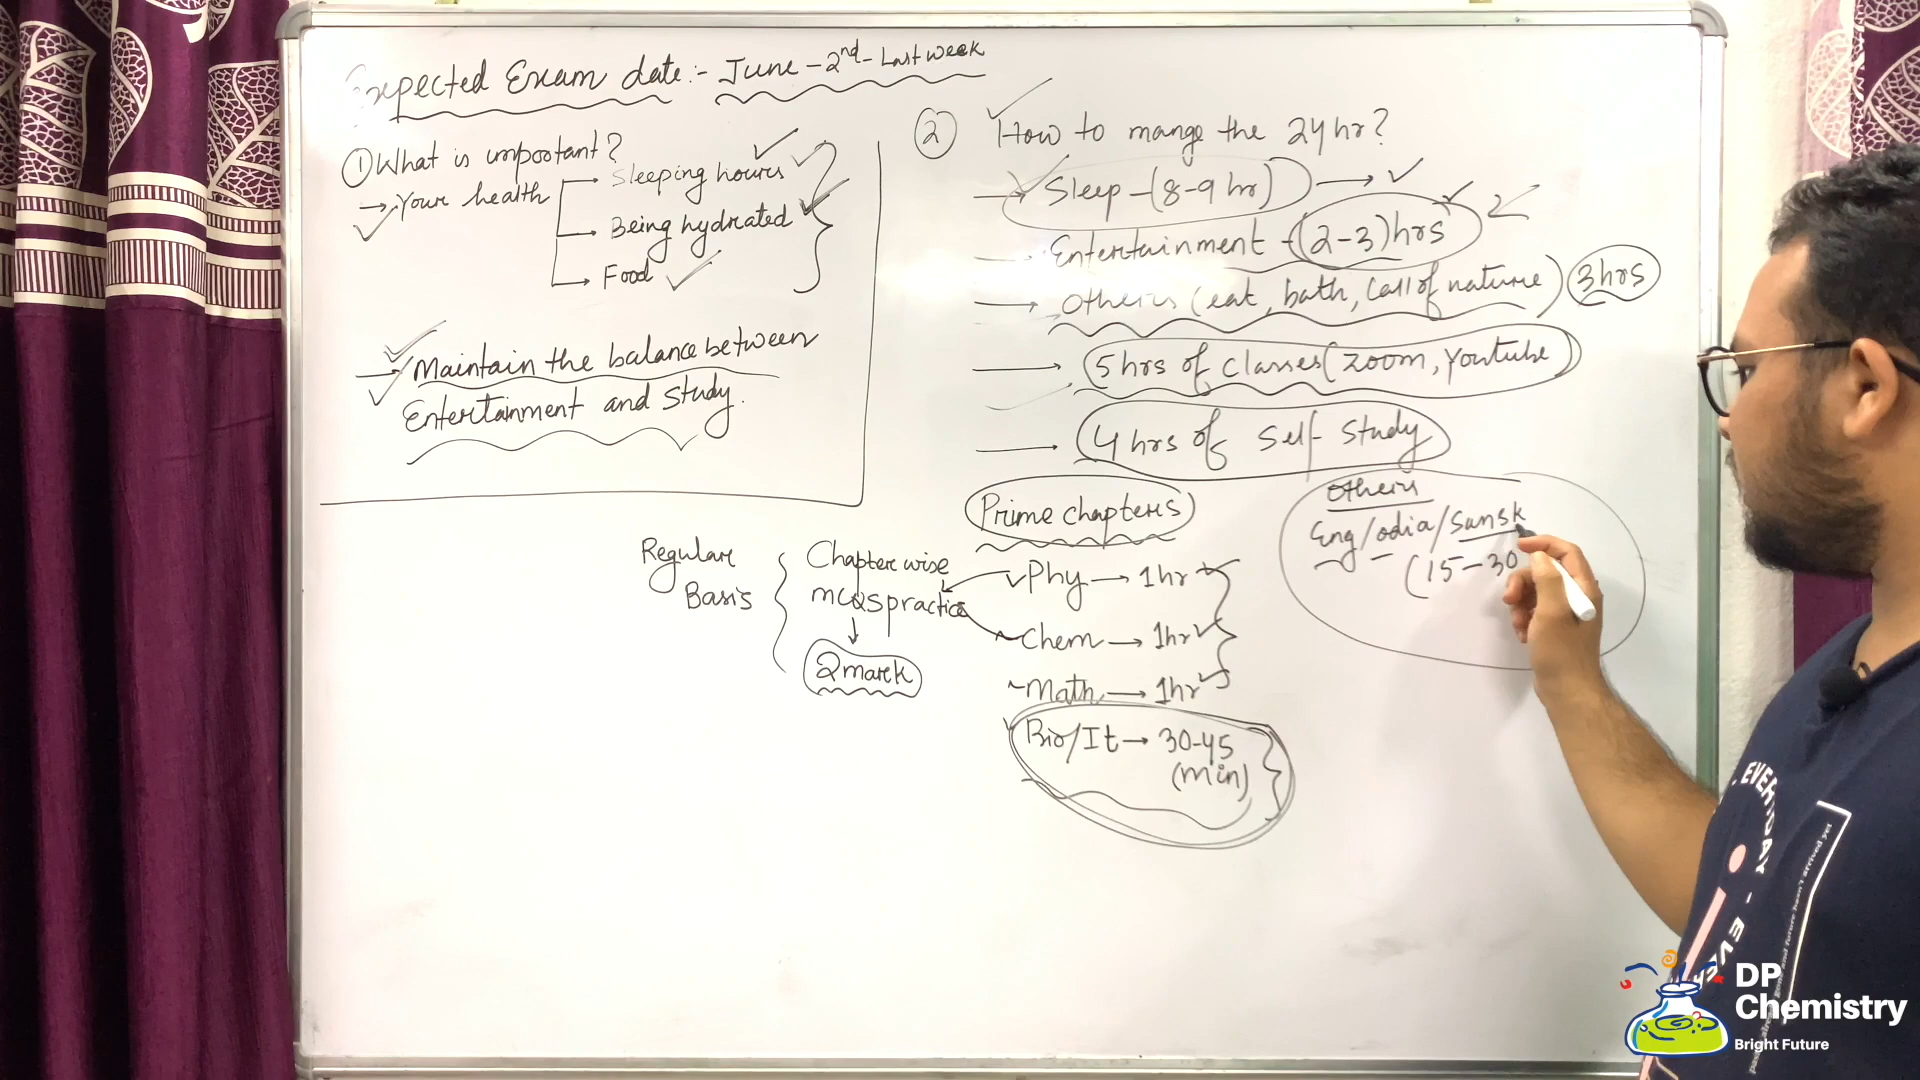 Expected Exam date:- June-2nd-Last week
① What is important?
→ Your health
Sleeping hours
Being hydrated
Food
→ Maintain the balance between
Entertainment and study.
② How to mange the 24 hr?
→ Sleep - (8-9 hr) →
→ Entertainment - (2-3) hrs
→ Others (eat, bath, Call of nature) 3 hrs
→ 5 hrs of classes (zoom, Youtube)
→ 4 hrs of Self-Study
Prime chapters
Regular
Basis
Chapterwise
mcqs practice
↓
2 mark
Phy → 1hr
Chem → 1hr
Math → 1hr
Bio/It → 30-45
(min)
Others
Eng/odia/Sansk
(15-30
DP
Chemistry
Bright Future